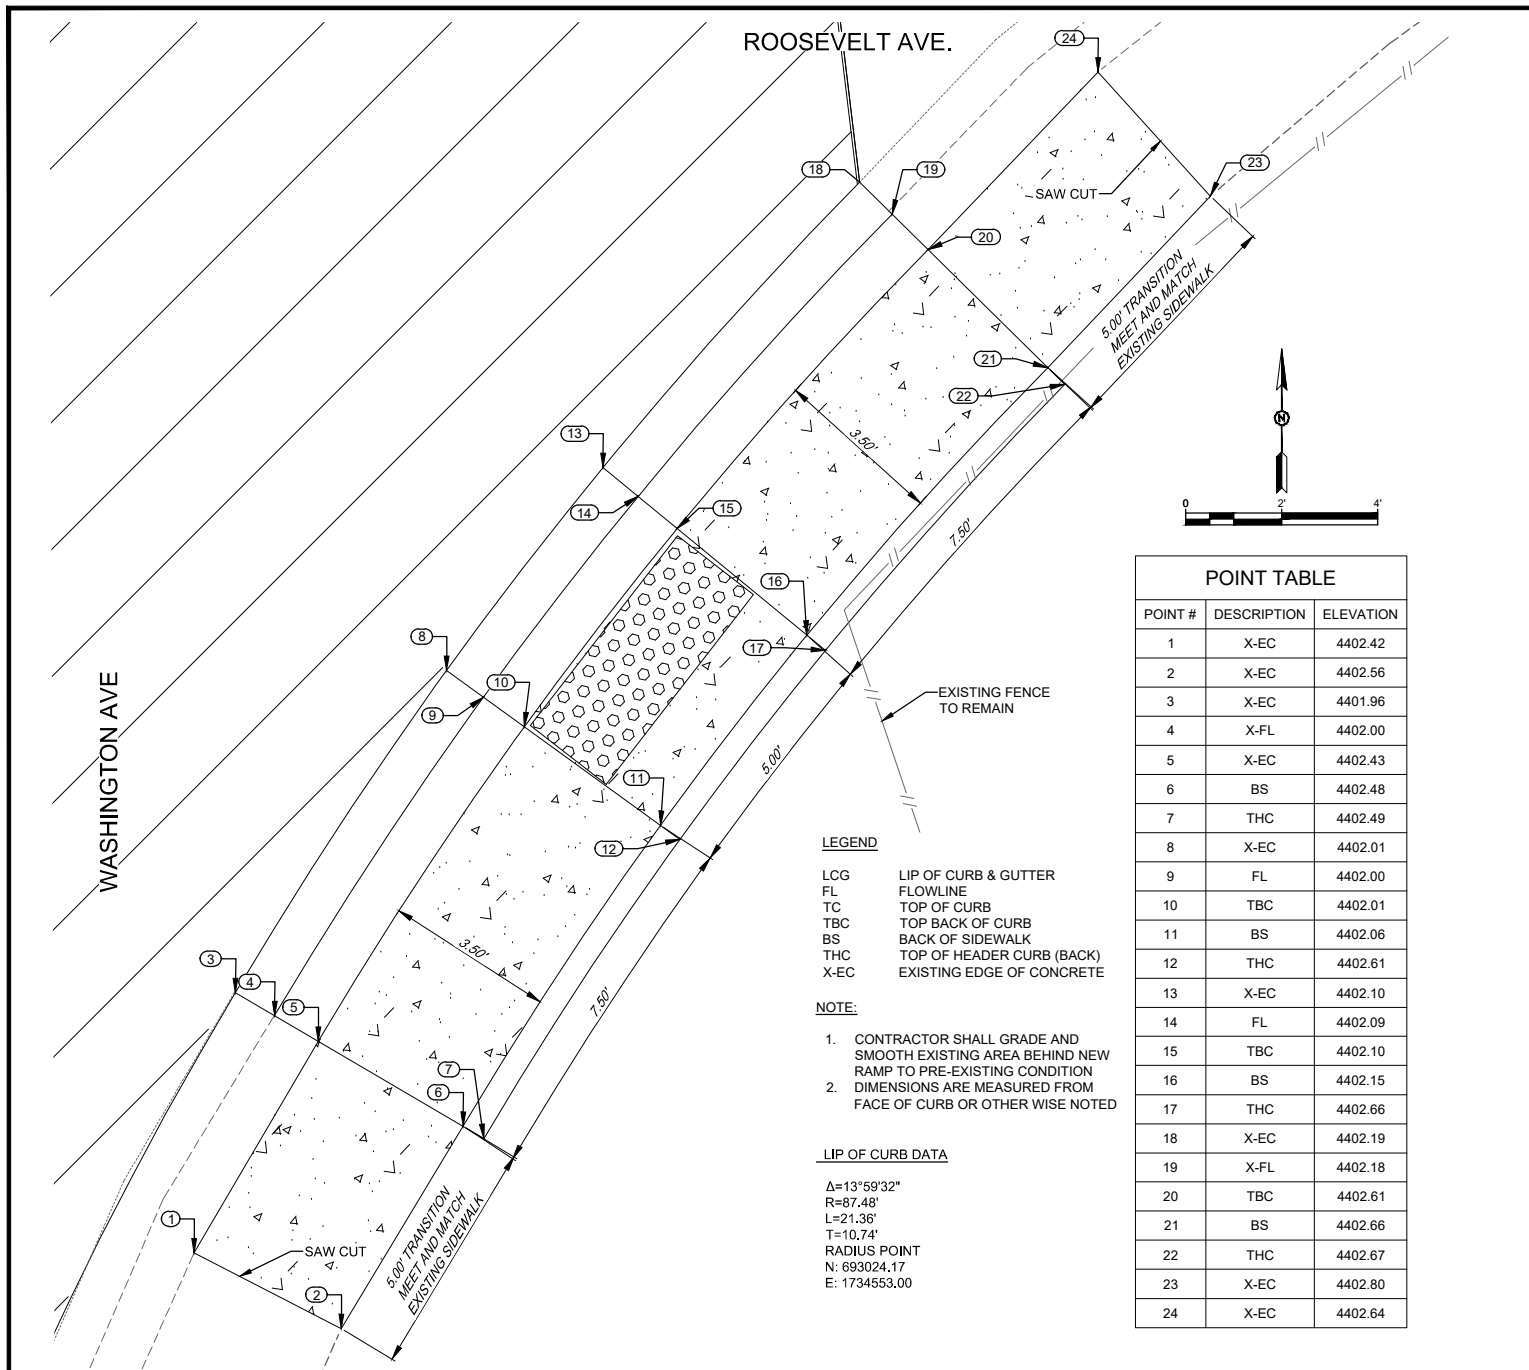 ROOSEVELT AVE.
24
18
19
23
SAW CUT
20
5.00' TRANSITION
MEET AND MATCH
EXISTING SIDEWALK
21
22
N
13
3.50'
14
15
0 2' 4'
7.50'
16
17
8
10
9
WASHINGTON AVE
EXISTING FENCE
TO REMAIN
5.00'
11
12
3.50'
3
4
5
7.50'
7
6
1
SAW CUT
2
5.00' TRANSITION
MEET AND MATCH
EXISTING SIDEWALK
LEGEND
LCG LIP OF CURB & GUTTER
FL FLOWLINE
TC TOP OF CURB
TBC TOP BACK OF CURB
BS BACK OF SIDEWALK
THC TOP OF HEADER CURB (BACK)
X-EC EXISTING EDGE OF CONCRETE
NOTE:
1. CONTRACTOR SHALL GRADE AND
SMOOTH EXISTING AREA BEHIND NEW
RAMP TO PRE-EXISTING CONDITION
2. DIMENSIONS ARE MEASURED FROM
FACE OF CURB OR OTHER WISE NOTED
LIP OF CURB DATA
Δ=13°59'32"
R=87.48'
L=21.36'
T=10.74'
RADIUS POINT
N: 693024.17
E: 1734553.00
POINT TABLE
POINT # DESCRIPTION ELEVATION
1 X-EC 4402.42
2 X-EC 4402.56
3 X-EC 4401.96
4 X-FL 4402.00
5 X-EC 4402.43
6 BS 4402.48
7 THC 4402.49
8 X-EC 4402.01
9 FL 4402.00
10 TBC 4402.01
11 BS 4402.06
12 THC 4402.61
13 X-EC 4402.10
14 FL 4402.09
15 TBC 4402.10
16 BS 4402.15
17 THC 4402.66
18 X-EC 4402.19
19 X-FL 4402.18
20 TBC 4402.61
21 BS 4402.66
22 THC 4402.67
23 X-EC 4402.80
24 X-EC 4402.64